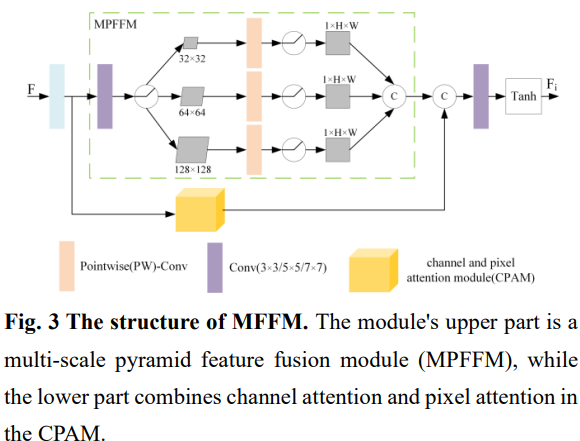 MPFFM
1×H×W
32×32
F
1×H×W
C
C
Tanh
Fi
64×64
1×H×W
128×128
Pointwise(PW)-Conv
Conv(3×3/5×5/7×7)
channel and pixel
attention module(CPAM)
Fig. 3 The structure of MFFM. The module's upper part is a
multi-scale pyramid feature fusion module (MPFFM), while
the lower part combines channel attention and pixel attention in
the CPAM.